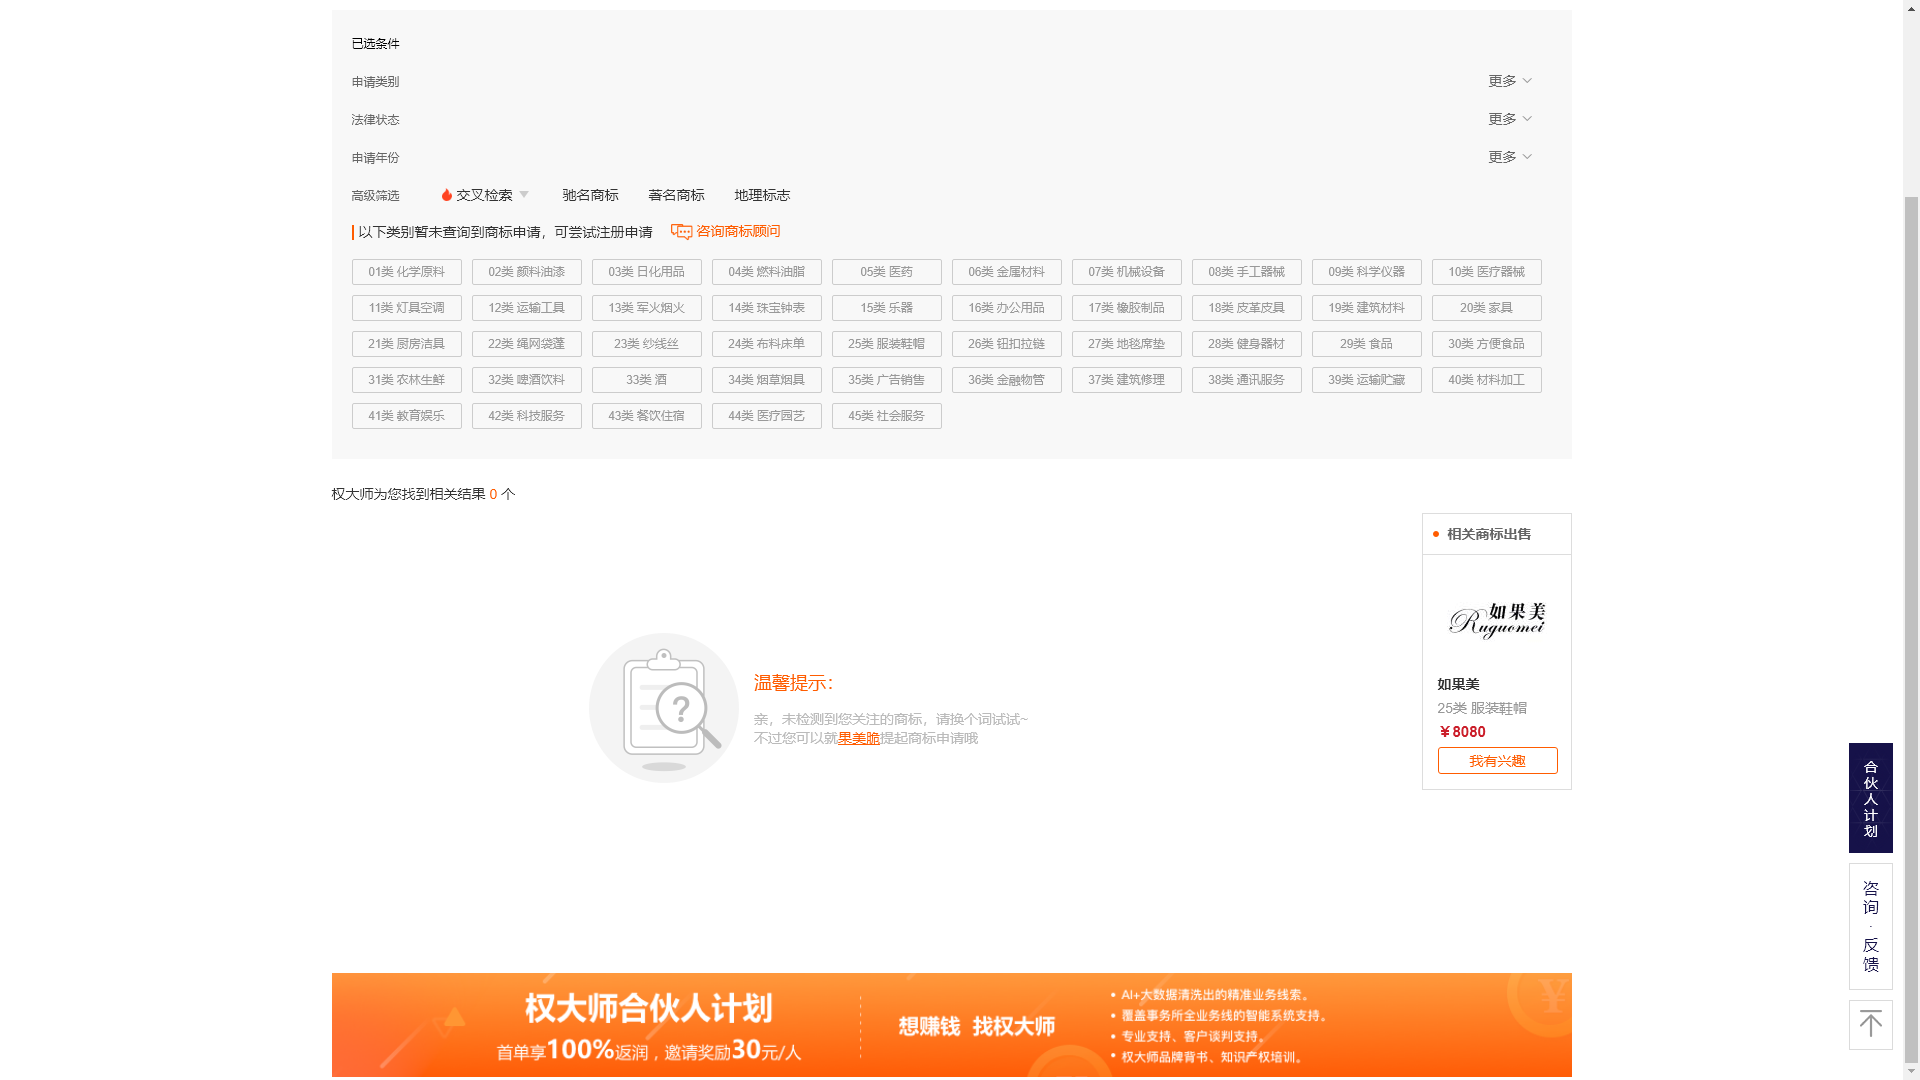 已选条件
申请类别 更多
法律状态 更多
申请年份 更多
高级筛选 交叉检索 驰名商标 著名商标 地理标志
以下类别暂未查询到商标申请，可尝试注册申请 咨询商标顾问
01类 化学原料 02类 颜料油漆 03类 日化用品 04类 燃料油脂 05类 医药 06类 金属材料 07类 机械设备 08类 手工器械 09类 科学仪器 10类 医疗器械
11类 灯具空调 12类 运输工具 13类 军火烟火 14类 珠宝钟表 15类 乐器 16类 办公用品 17类 橡胶制品 18类 皮革皮具 19类 建筑材料 20类 家具
21类 厨房洁具 22类 绳网袋蓬 23类 纱线丝 24类 布料床单 25类 服装鞋帽 26类 钮扣拉链 27类 地毯席垫 28类 健身器材 29类 食品 30类 方便食品
31类 农林生鲜 32类 啤酒饮料 33类 酒 34类 烟草烟具 35类 广告销售 36类 金融物管 37类 建筑修理 38类 通讯服务 39类 运输贮藏 40类 材料加工
41类 教育娱乐 42类 科技服务 43类 餐饮住宿 44类 医疗园艺 45类 社会服务
权大师为您找到相关结果 0 个
温馨提示：
亲，未检测到您关注的商标，请换个词试试~
不过您可以就果美脆提起商标申请哦
相关商标出售
如果美
Ruguomei
如果美
25类 服装鞋帽
￥8080
我有兴趣
合伙人计划
咨询·反馈
权大师合伙人计划
首单享100%返润，邀请奖励30元/人
想赚钱 找权大师
• AI+大数据清洗出的精准业务线索。
• 覆盖事务所全业务线的智能系统支持。
• 专业支持、客户谈判支持。
• 权大师品牌背书、知识产权培训。